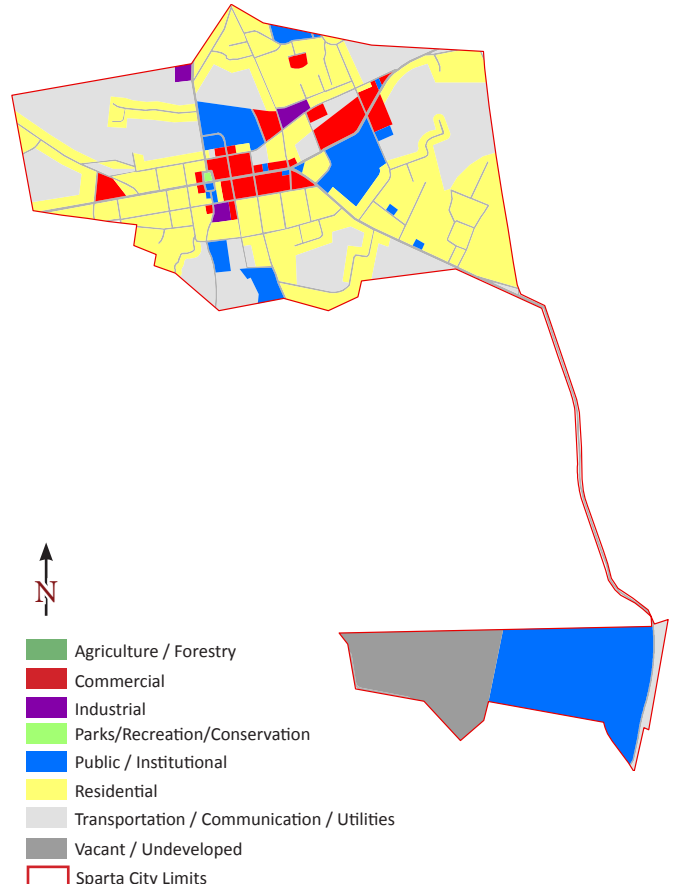 N
Agriculture / Forestry
Commercial
Industrial
Parks/Recreation/Conservation
Public / Institutional
Residential
Transportation / Communication / Utilities
Vacant / Undeveloped
Sparta City Limits